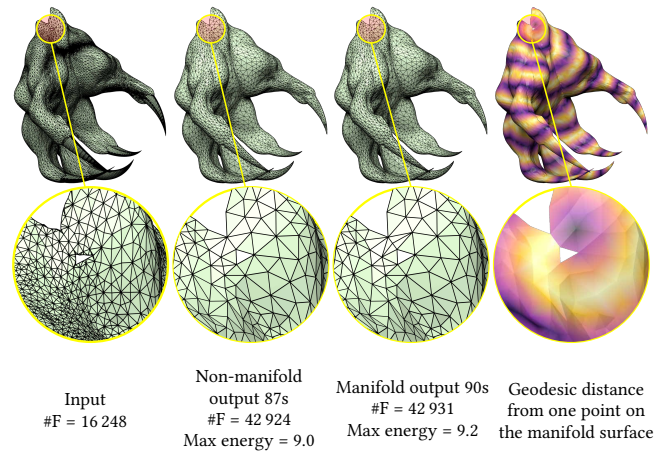 Input
#F = 16 248
Non-manifold
output 87s
#F = 42 924
Max energy = 9.0
Manifold output 90s
#F = 42 931
Max energy = 9.2
Geodesic distance
from one point on
the manifold surface